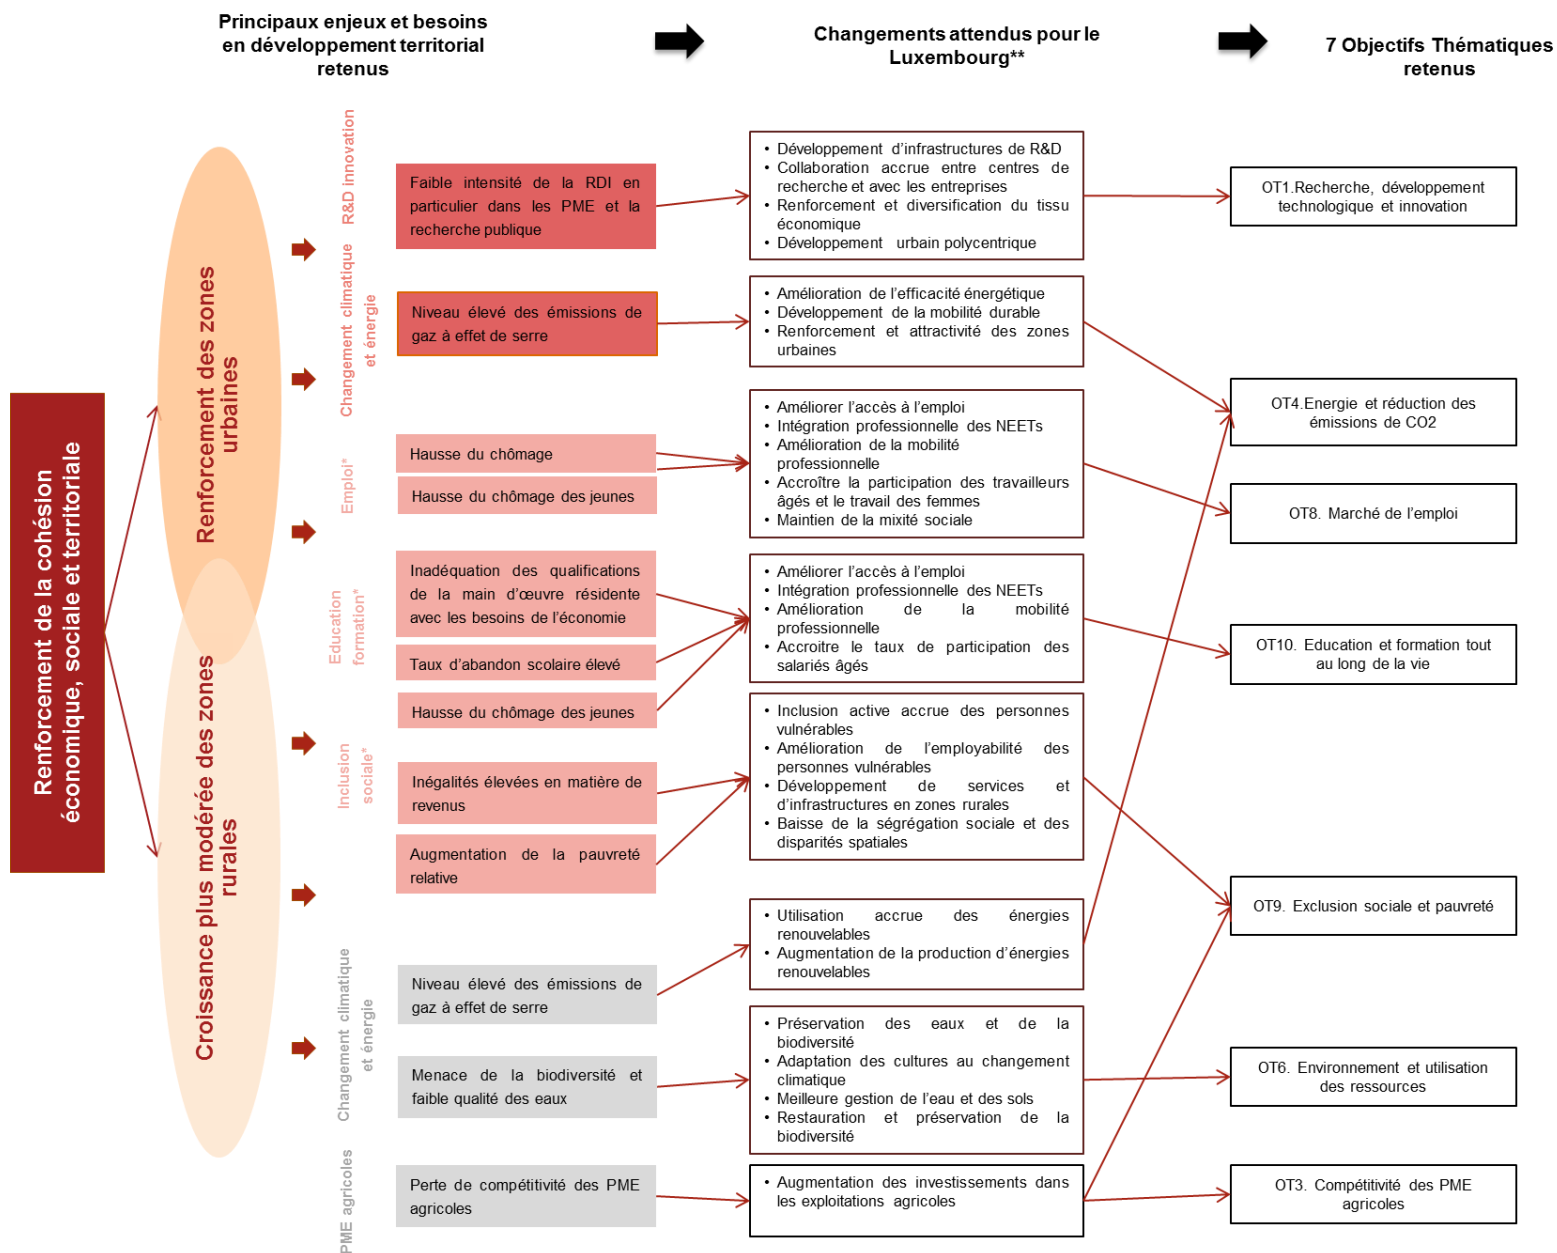 Principaux enjeux et besoins
en développement territorial
retenus
Changements attendus pour le
Luxembourg**
7 Objectifs Thématiques
retenus
Renforcement de la cohésion
économique, sociale et territoriale
Renforcement des zones
urbaines
Croissance plus modérée des zones
rurales
R&D innovation
Changement climatique
et énergie
Emploi*
Education
formation*
Inclusion
sociale*
Changement climatique
et énergie
PME agricoles
Faible intensité de la RDI en
particulier dans les PME et la
recherche publique
Niveau élevé des émissions de
gaz à effet de serre
Hausse du chômage
Hausse du chômage des jeunes
Inadéquation des qualifications
de la main d’œuvre résidente
avec les besoins de l’économie
Taux d’abandon scolaire élevé
Hausse du chômage des jeunes
Inégalités élevées en matière de
revenus
Augmentation de la pauvreté
relative
Niveau élevé des émissions de
gaz à effet de serre
Menace de la biodiversité et
faible qualité des eaux
Perte de compétitivité des PME
agricoles
• Développement d’infrastructures de R&D
• Collaboration accrue entre centres de
recherche et avec les entreprises
• Renforcement et diversification du tissu
économique
• Développement urbain polycentrique
• Amélioration de l’efficacité énergétique
• Développement de la mobilité durable
• Renforcement et attractivité des zones
urbaines
• Améliorer l’accès à l’emploi
• Intégration professionnelle des NEETs
• Amélioration de la mobilité
professionnelle
• Accroître la participation des travailleurs
âgés et le travail des femmes
• Maintien de la mixité sociale
• Améliorer l’accès à l’emploi
• Intégration professionnelle des NEETs
• Amélioration de la mobilité
professionnelle
• Accroitre le taux de participation des
salariés âgés
• Inclusion active accrue des personnes
vulnérables
• Amélioration de l’employabilité des
personnes vulnérables
• Développement de services et
d’infrastructures en zones rurales
• Baisse de la ségrégation sociale et des
disparités spatiales
• Utilisation accrue des énergies
renouvelables
• Augmentation de la production d’énergies
renouvelables
• Préservation des eaux et de la
biodiversité
• Adaptation des cultures au changement
climatique
• Meilleure gestion de l’eau et des sols
• Restauration et préservation de la
biodiversité
• Augmentation des investissements dans
les exploitations agricoles
OT1.Recherche, développement
technologique et innovation
OT4.Energie et réduction des
émissions de CO2
OT8. Marché de l’emploi
OT10. Education et formation tout
au long de la vie
OT9. Exclusion sociale et pauvreté
OT6. Environnement et utilisation
des ressources
OT3. Compétitivité des PME
agricoles